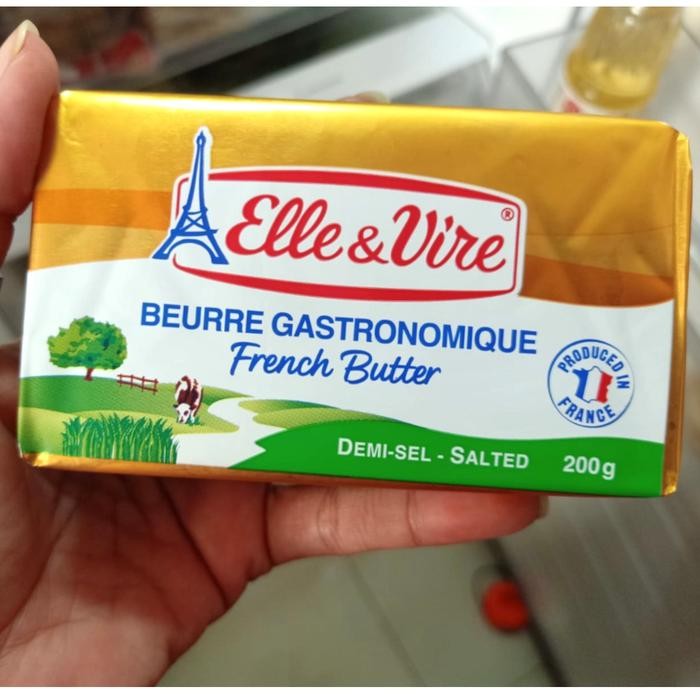 Elle & Vire®
BEURRE GASTRONOMIQUE
French Butter
PRODUCED IN
FRANCE
DEMI-SEL - SALTED 200g